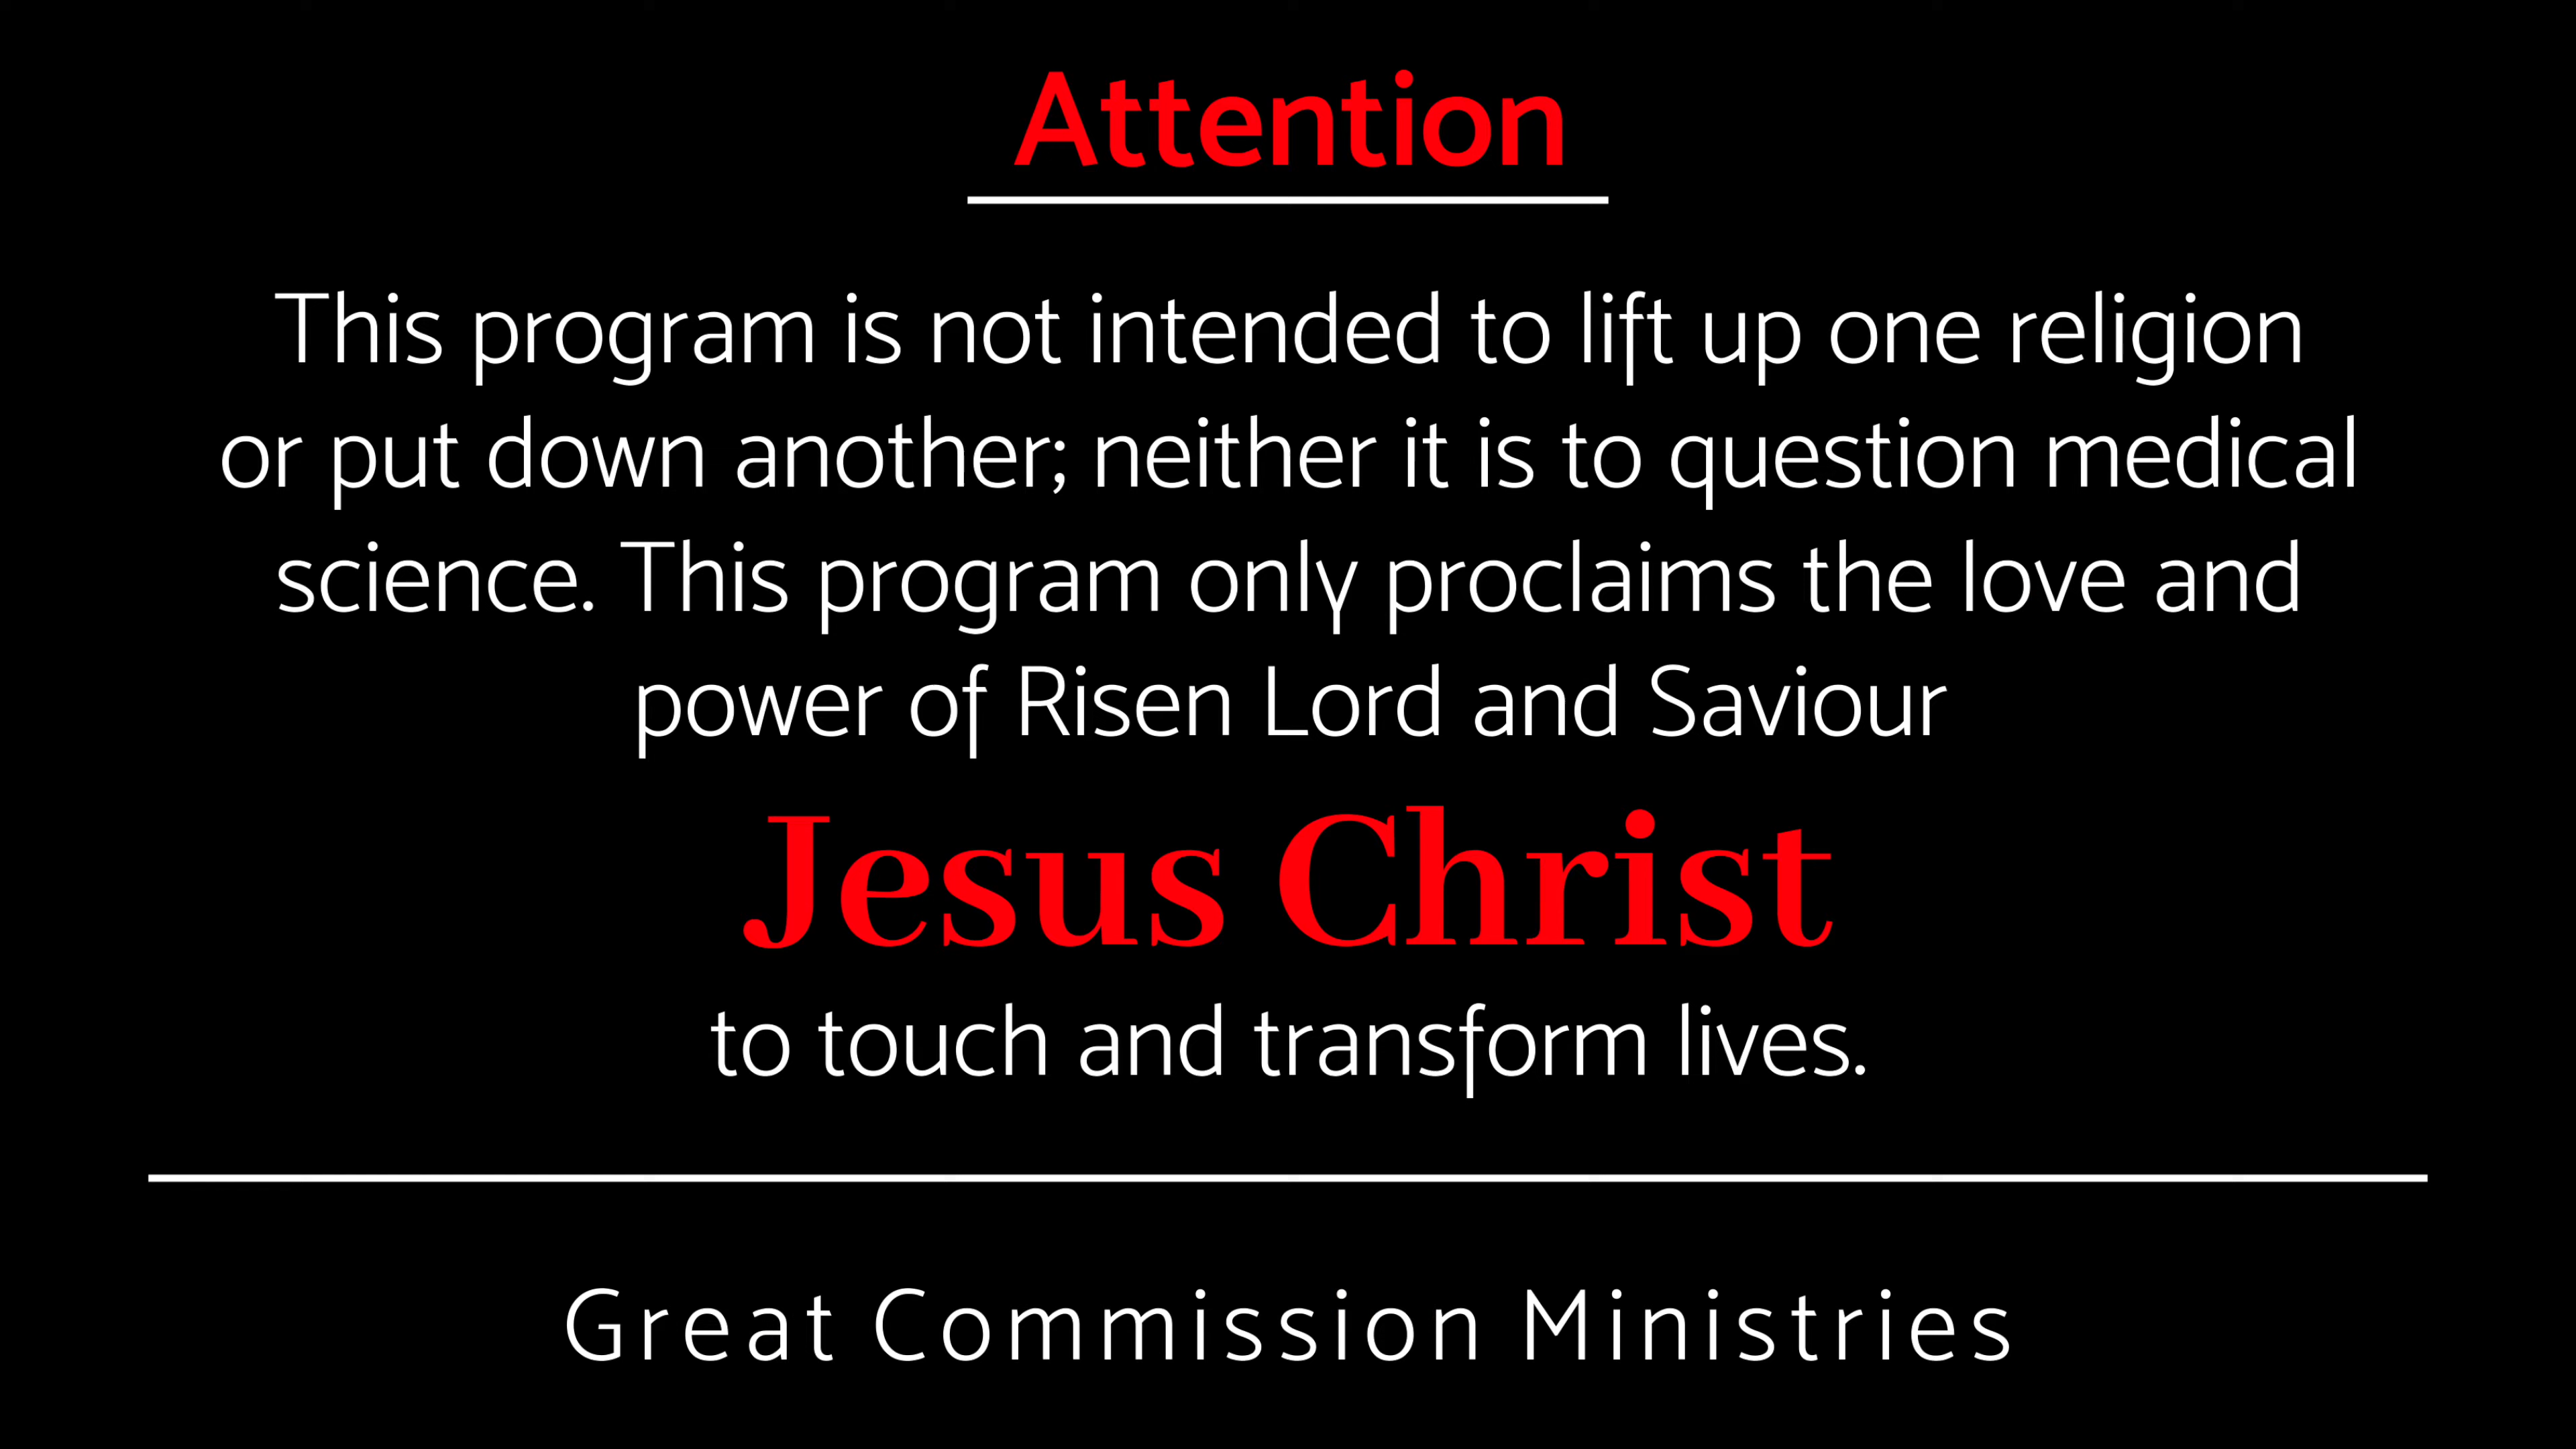 Attention
This program is not intended to lift up one religion
or put down another; neither it is to question medical
science. This program only proclaims the love and
power of Risen Lord and Saviour
Jesus Christ
to touch and transform lives.
Great Commission Ministries